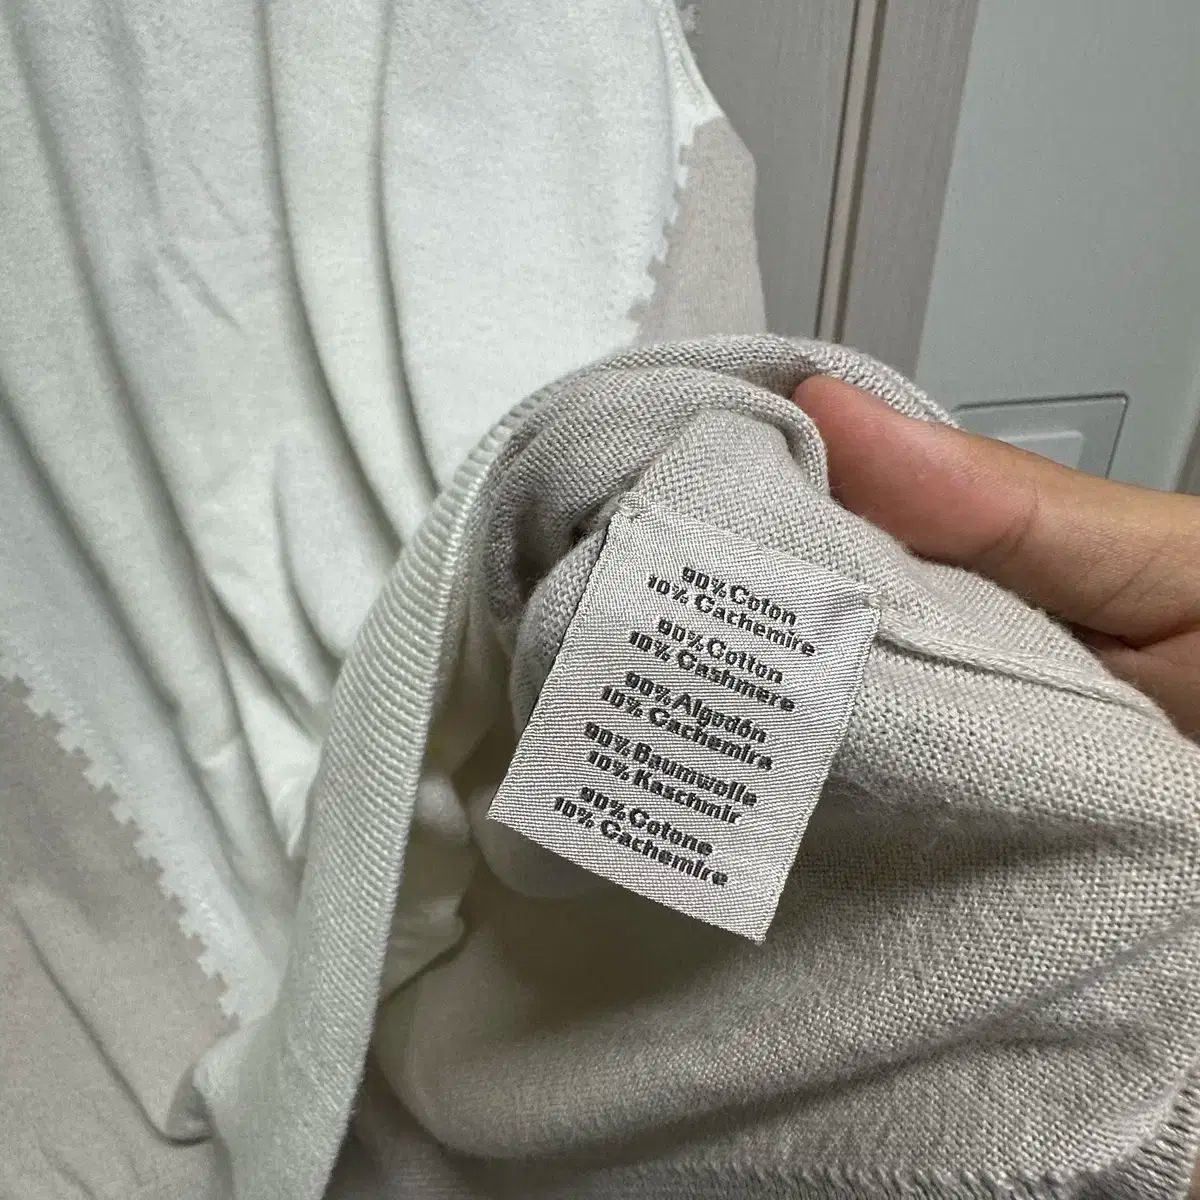 90% Coton
10% Cachemire
90% Cotton
10% Cashmere
90% Algodón
10% Cachemira
90% Baumwolle
10% Kaschmir
90% Cotone
10% Cachemire